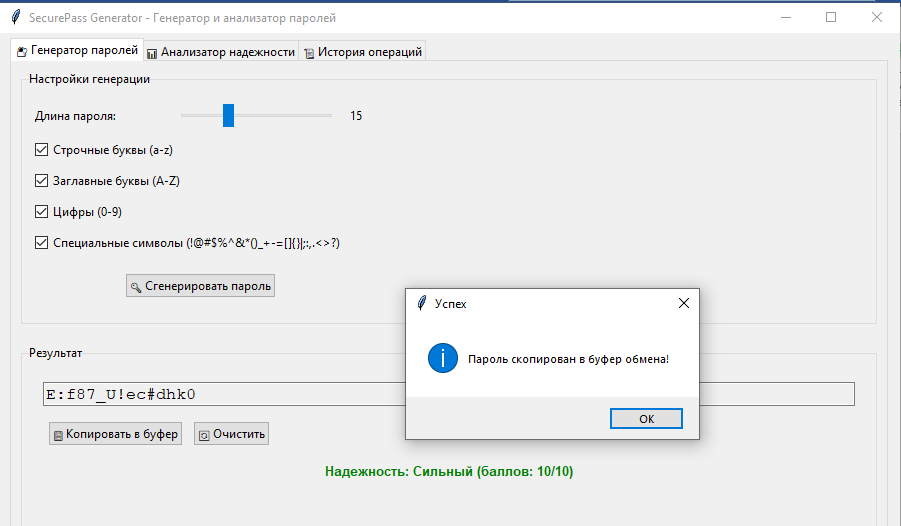 SecurePass Generator - Генератор и анализатор паролей
Генератор паролей Анализатор надежности История операций
Настройки генерации
Длина пароля: 15
Строчные буквы (a-z)
Заглавные буквы (A-Z)
Цифры (0-9)
Специальные символы (!@#$%^&*()_+-=[]{}|;:,.<>?)
Сгенерировать пароль
Успех
Пароль скопирован в буфер обмена!
OK
Результат
E:f87_U!ec#dhk0
Копировать в буфер Очистить
Надежность: Сильный (баллов: 10/10)